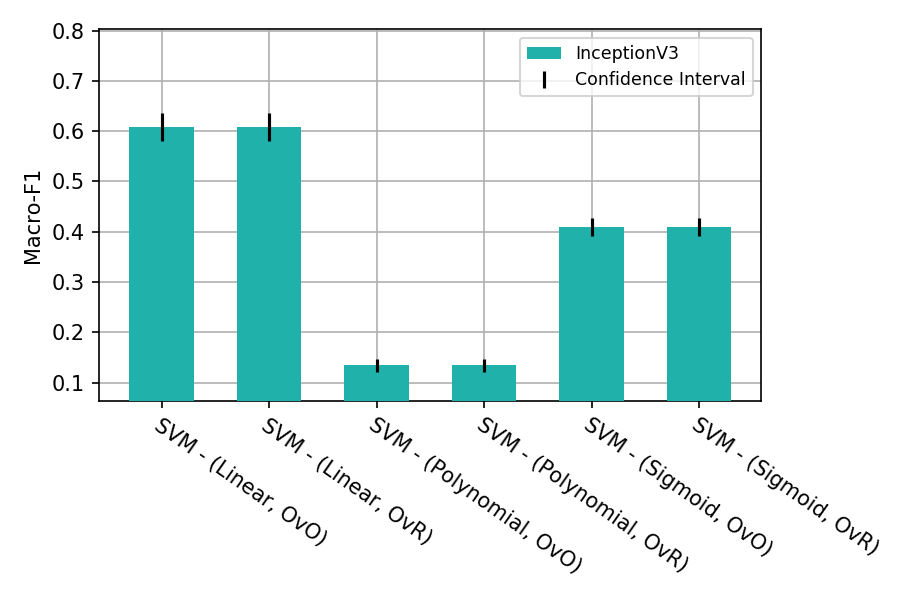 0.8
0.7
0.6
0.5
0.4
0.3
0.2
0.1
Macro-F1
InceptionV3
Confidence Interval
SVM - (Linear, OvO)
SVM - (Linear, OvR)
SVM - (Polynomial, OvO)
SVM - (Polynomial, OvR)
SVM - (Sigmoid, OvO)
SVM - (Sigmoid, OvR)